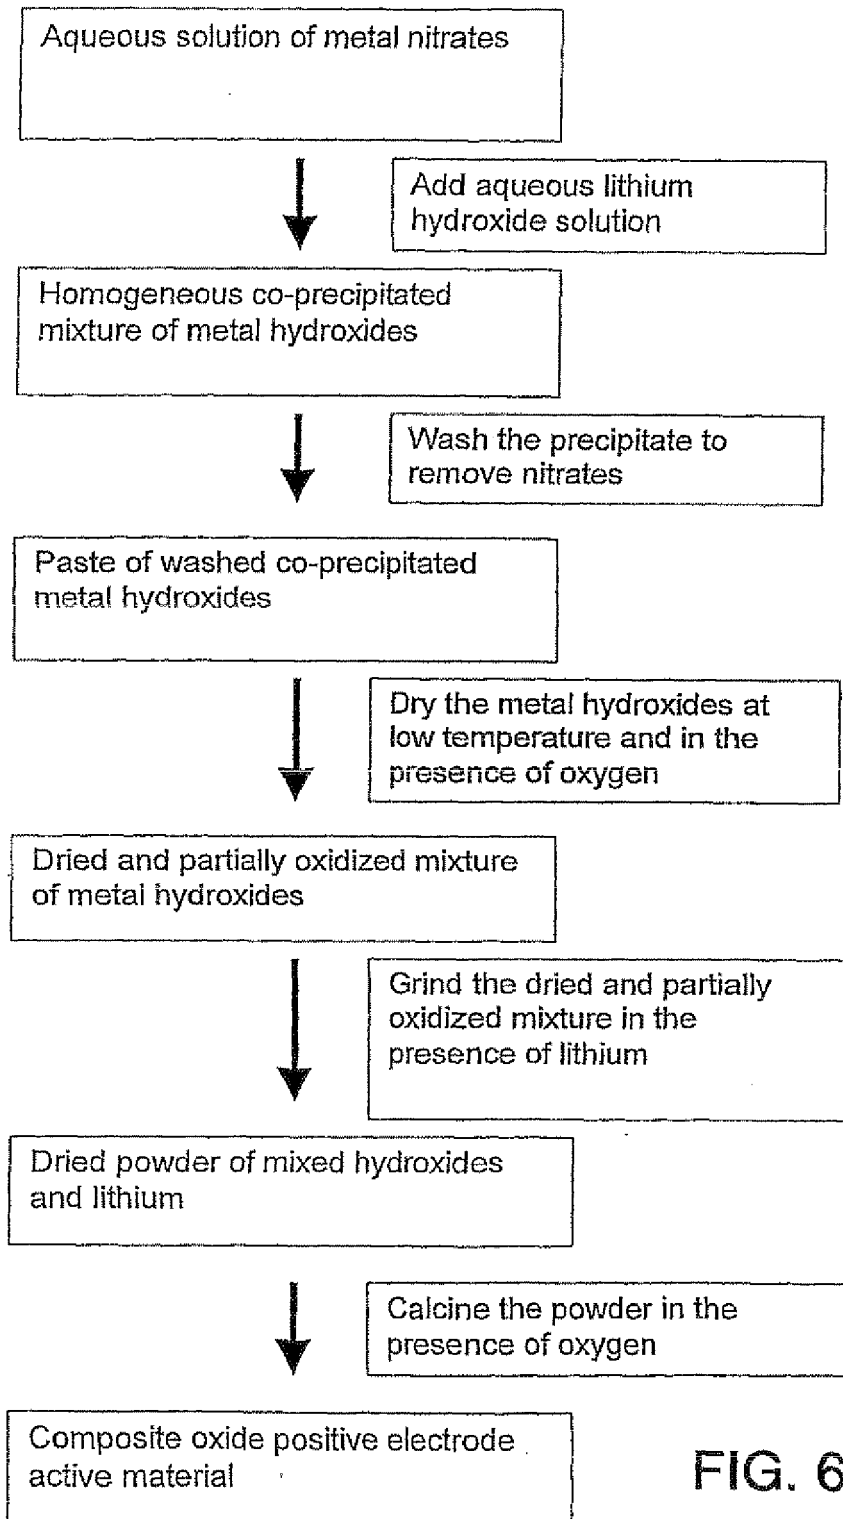 Aqueous solution of metal nitrates
Add aqueous lithium
hydroxide solution
Homogeneous co-precipitated
mixture of metal hydroxides
Wash the precipitate to
remove nitrates
Paste of washed co-precipitated
metal hydroxides
Dry the metal hydroxides at
low temperature and in the
presence of oxygen
Dried and partially oxidized mixture
of metal hydroxides
Grind the dried and partially
oxidized mixture in the
presence of lithium
Dried powder of mixed hydroxides
and lithium
Calcine the powder in the
presence of oxygen
Composite oxide positive electrode
active material
FIG. 6